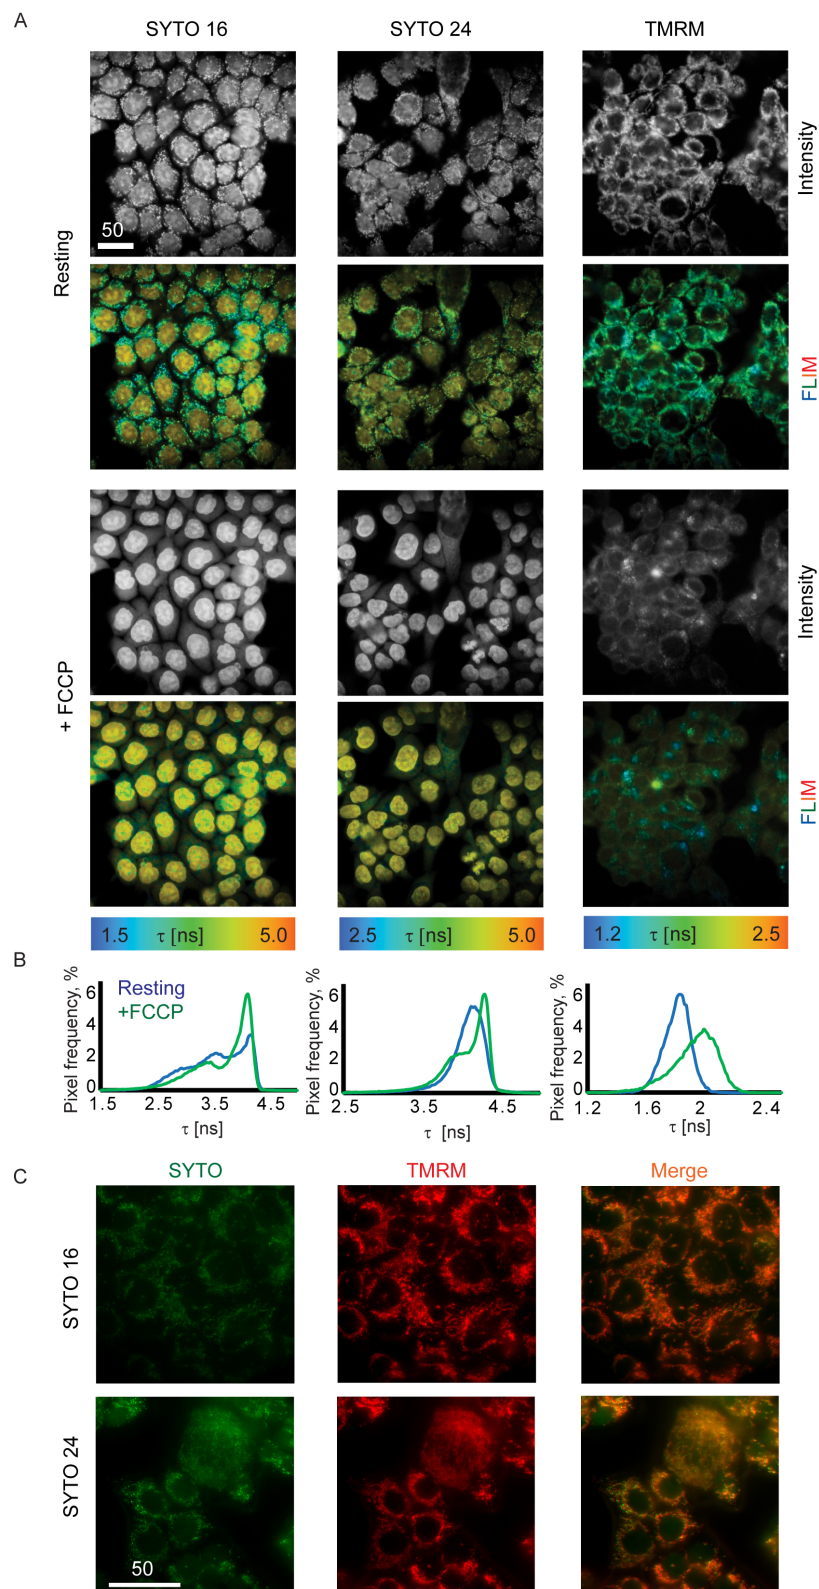 A
SYTO 16
SYTO 24
TMRM
Resting
50
Intensity
FLIM
+ FCCP
Intensity
FLIM
1.5 τ [ns] 5.0
2.5 τ [ns] 5.0
1.2 τ [ns] 2.5
B
Pixel frequency, %
6
4
2
0
Resting
+FCCP
1.5 2.5 3.5 4.5
τ [ns]
Pixel frequency, %
6
4
2
0
2.5 3.5 4.5
τ [ns]
Pixel frequency, %
6
4
2
0
1.2 1.6 2 2.4
τ [ns]
C
SYTO
TMRM
Merge
SYTO 16
SYTO 24
50